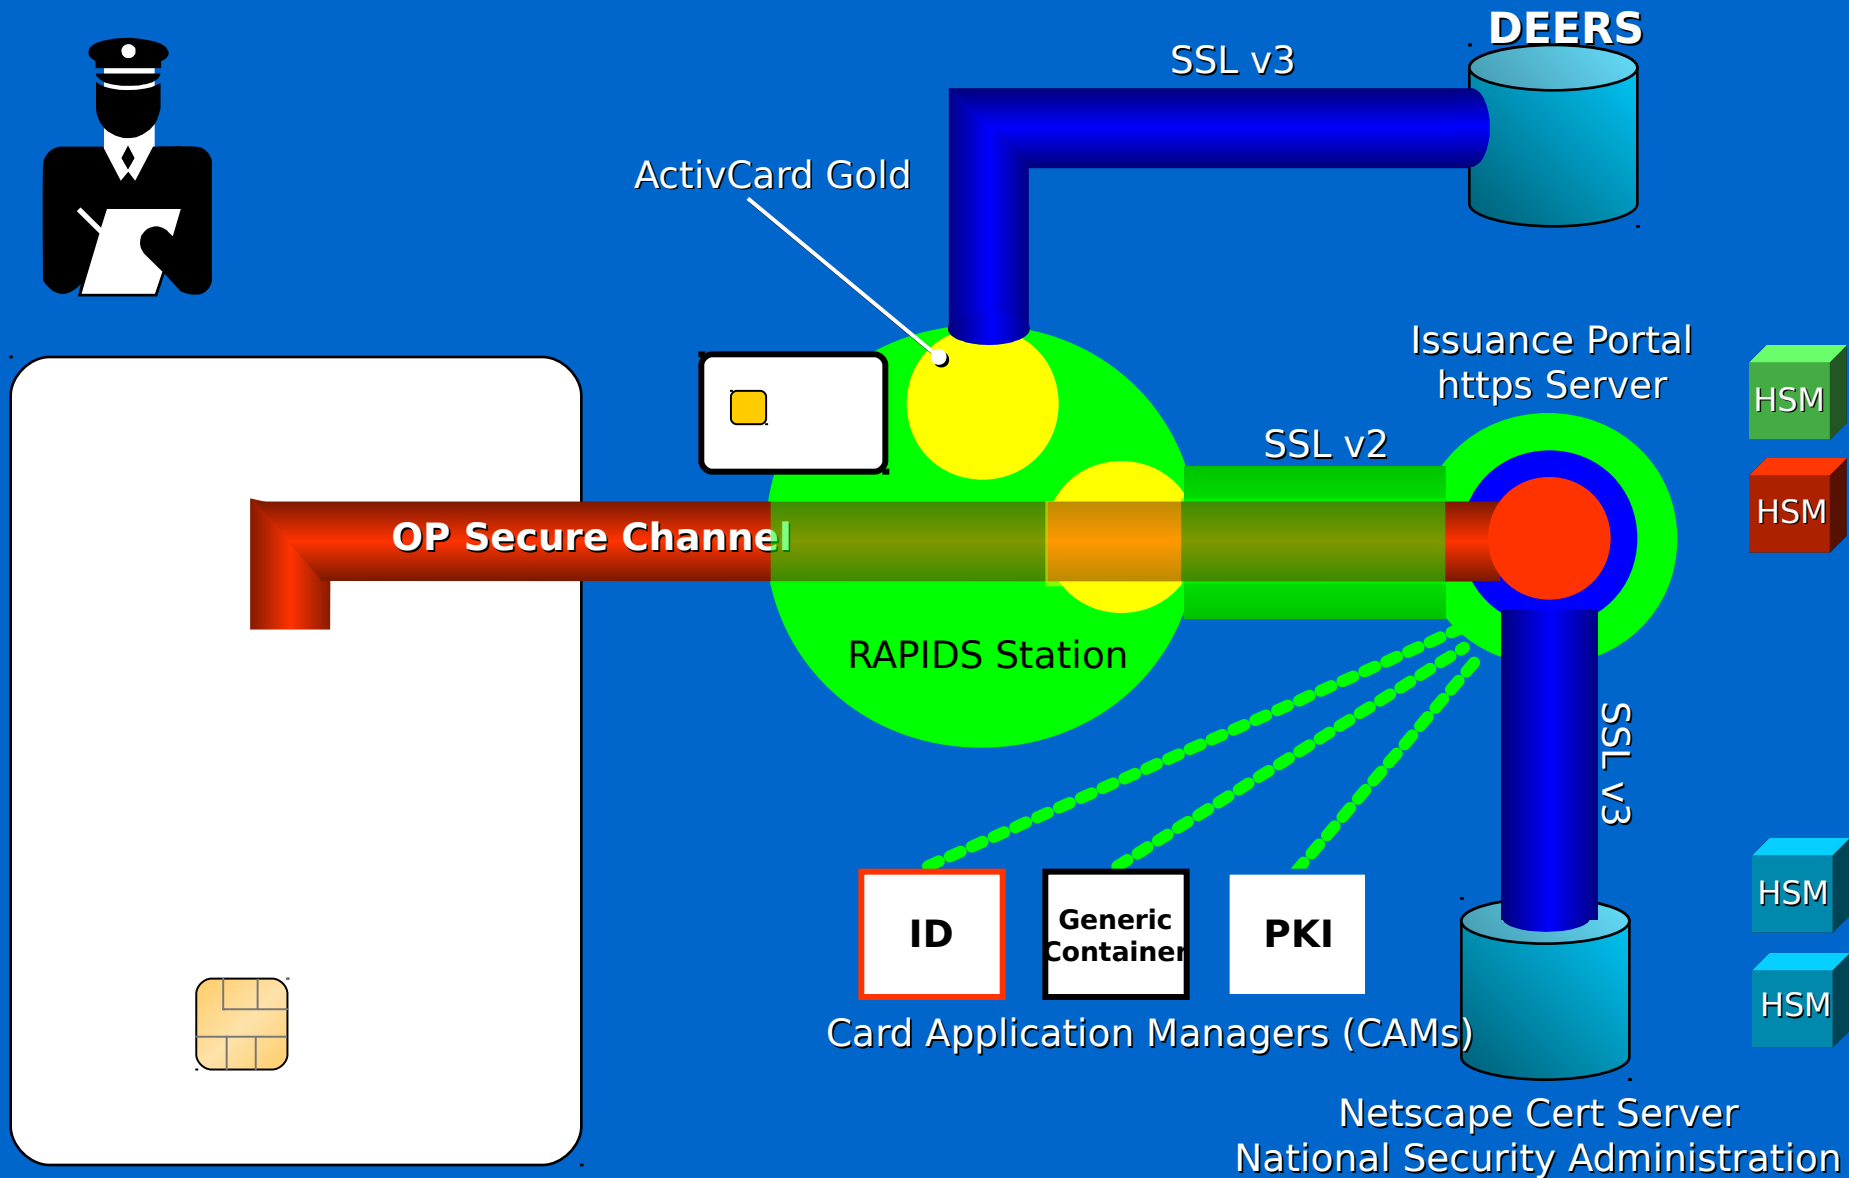 DEERS
SSL v3
ActivCard Gold
Issuance Portal
https Server
HSM
SSL v2
HSM
OP Secure Channel
RAPIDS Station
SSL v3
HSM
ID
Generic
Container
PKI
HSM
Card Application Managers (CAMs)
Netscape Cert Server
National Security Administration